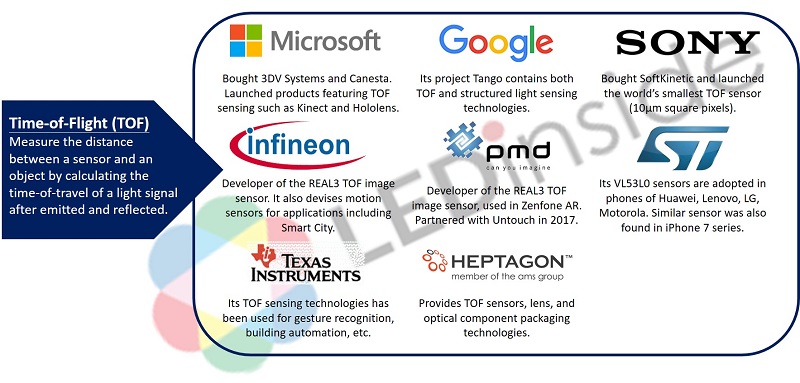 Microsoft
Google
SONY
Bought 3DV Systems and Canesta.
Launched products featuring TOF
sensing such as Kinect and Hololens.
Its project Tango contains both
TOF and structured light sensing
technologies.
Bought SoftKinetic and launched
the world's smallest TOF sensor
(10μm square pixels).
Time-of-Flight (TOF)
Measure the distance
between a sensor and an
object by calculating the
time-of-travel of a light signal
after emitted and reflected.
infineon
pmd
can you imagine
ST
Developer of the REAL3 TOF image
sensor. It also devises motion
sensors for applications including
Smart City.
Developer of the REAL3 TOF
image sensor, used in Zenfone AR.
Partnered with Untouch in 2017.
Its VL53L0 sensors are adopted in
phones of Huawei, Lenovo, LG,
Motorola. Similar sensor was also
found in iPhone 7 series.
TEXAS
INSTRUMENTS
HEPTAGON™
member of the ams group
Its TOF sensing technologies has
been used for gesture recognition,
building automation, etc.
Provides TOF sensors, lens, and
optical component packaging
technologies.
LEDinside